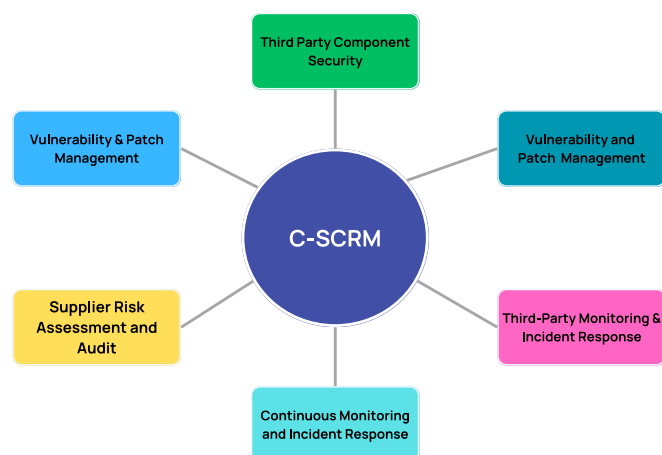 Third Party Component
Security
Vulnerability & Patch
Management
Vulnerability and
Patch Management
C-SCRM
Supplier Risk
Assessment and
Audit
Third-Party Monitoring &
Incident Response
Continuous Monitoring
and Incident Response